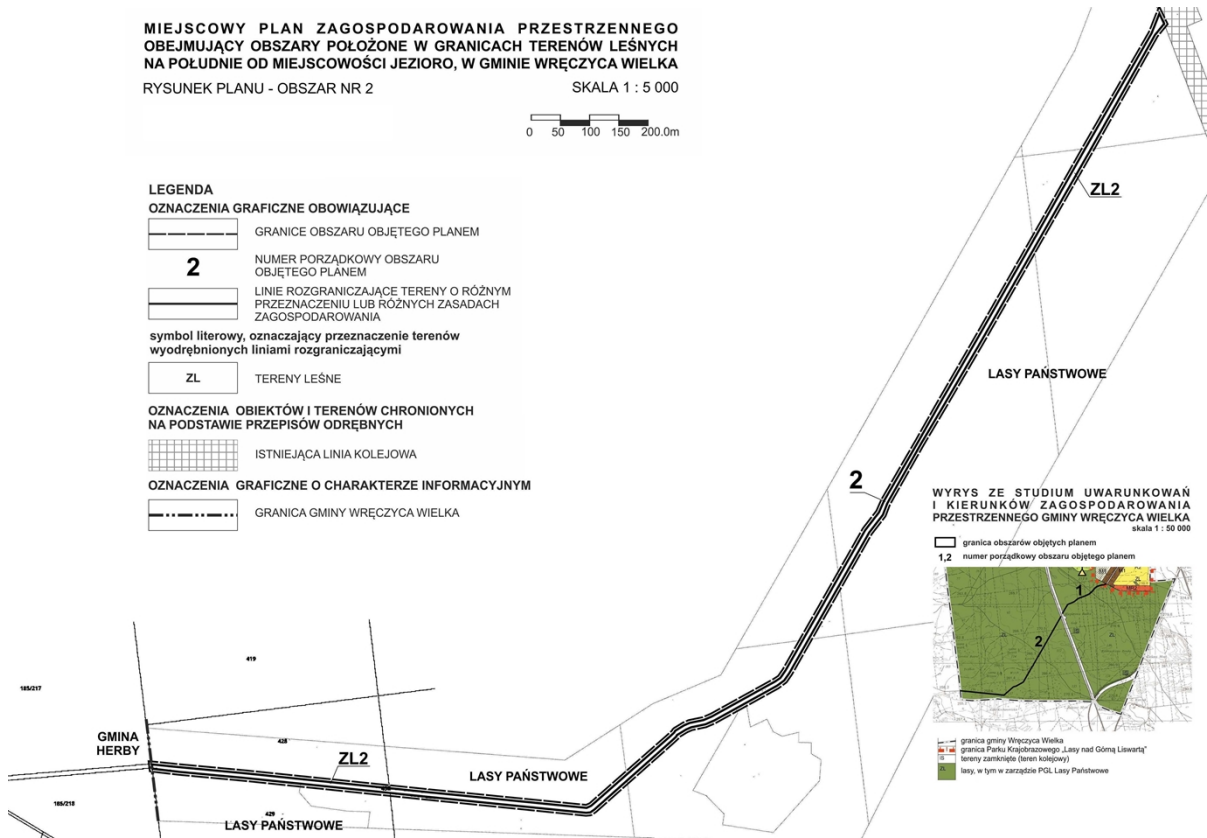 MIEJSCOWY PLAN ZAGOSPODAROWANIA PRZESTRZENNEGO
OBEJMUJĄCY OBSZARY POŁOŻONE W GRANICACH TERENÓW LEŚNYCH
NA POŁUDNIE OD MIEJSCOWOŚCI JEZIORO, W GMINIE WRĘCZYCA WIELKA
RYSUNEK PLANU - OBSZAR NR 2 SKALA 1 : 5 000
0 50 100 150 200.0m
LEGENDA
OZNACZENIA GRAFICZNE OBOWIĄZUJĄCE
GRANICE OBSZARU OBJĘTEGO PLANEM
2
NUMER PORZĄDKOWY OBSZARU
OBJĘTEGO PLANEM
LINIE ROZGRANICZAJĄCE TERENY O RÓŻNYM
PRZEZNACZENIU LUB RÓŻNYCH ZASADACH
ZAGOSPODAROWANIA
symbol literowy, oznaczający przeznaczenie terenów
wyodrębnionych liniami rozgraniczającymi
ZL TERENY LEŚNE
OZNACZENIA OBIEKTÓW I TERENÓW CHRONIONYCH
NA PODSTAWIE PRZEPISÓW ODRĘBNYCH
ISTNIEJĄCA LINIA KOLEJOWA
OZNACZENIA GRAFICZNE O CHARAKTERZE INFORMACYJNYM
GRANICA GMINY WRĘCZYCA WIELKA
ZL2
LASY PAŃSTWOWE
2
WYRYS ZE STUDIUM UWARUNKOWAŃ
I KIERUNKÓW ZAGOSPODAROWANIA
PRZESTRZENNEGO GMINY WRĘCZYCA WIELKA
skala 1 : 50 000
granica obszarów objętych planem
1,2 numer porządkowy obszaru objętego planem
1
2
granica gminy Wręczyca Wielka
granica Parku Krajobrazowego „Lasy nad Górną Liswartą”
tereny zamknięte (teren kolejowy)
lasy, w tym w zarządzie PGL Lasy Państwowe
419
185/217
GMINA
HERBY
428
ZL2
LASY PAŃSTWOWE
185/218
429
LASY PAŃSTWOWE